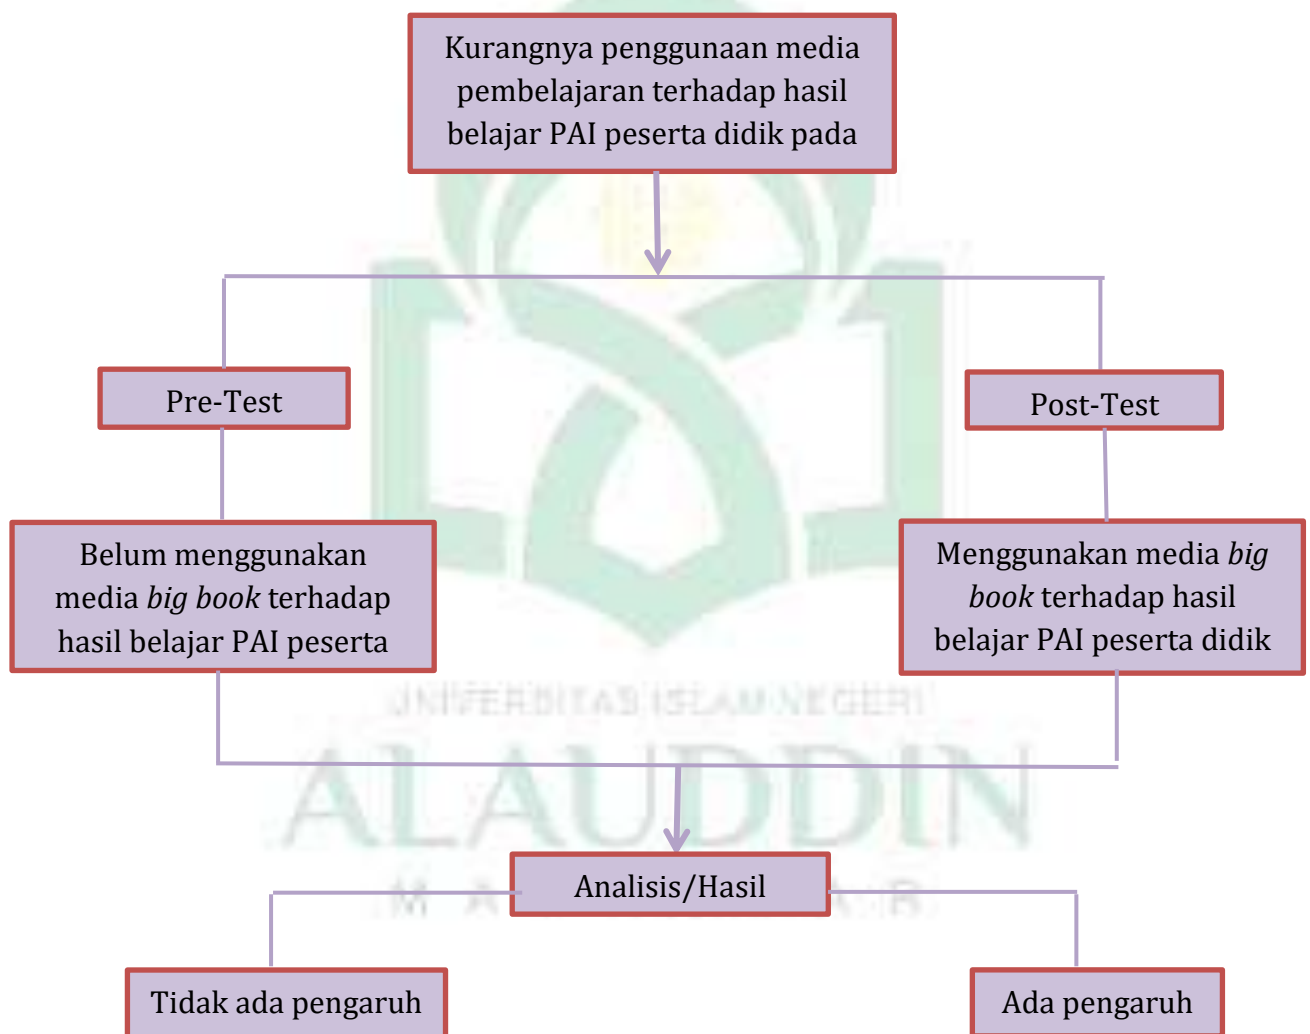 Kurangnya penggunaan media
pembelajaran terhadap hasil
belajar PAI peserta didik pada
Pre-Test
Post-Test
Belum menggunakan
media big book terhadap
hasil belajar PAI peserta
Menggunakan media big
book terhadap hasil
belajar PAI peserta didik
UNIVERSITAS ISLAM NEGERI
ALAUDDIN
M A A R
Analisis/Hasil
Tidak ada pengaruh
Ada pengaruh